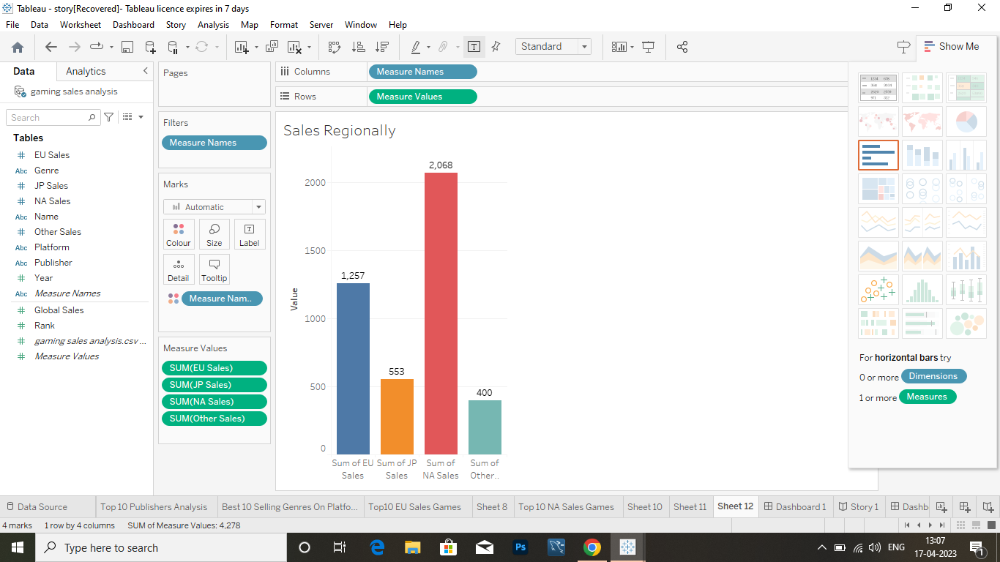 Tableau - story[Recovered]- Tableau licence expires in 7 days
File Data Worksheet Dashboard Story Analysis Map Format Server Window Help
Standard
Show Me
Data Analytics
gaming sales analysis
Search
Tables
# EU Sales
Abc Genre
# JP Sales
# NA Sales
Abc Name
# Other Sales
Abc Platform
Abc Publisher
# Year
Abc Measure Names
# Global Sales
# Rank
# gaming sales analysis.csv ...
# Measure Values
Pages
Filters
Measure Names
Marks
Automatic
Colour Size Label
Detail Tooltip
Measure Nam..
Measure Values
SUM(EU Sales)
SUM(JP Sales)
SUM(NA Sales)
SUM(Other Sales)
Columns Measure Names
Rows Measure Values
Sales Regionally
2,068
2000
1500
1,257
Value
1000
553
500
400
0
Sum of EU Sales
Sum of JP Sales
Sum of NA Sales
Sum of Other..
For horizontal bars try
0 or more Dimensions
1 or more Measures
Data Source Top 10 Publishers Analysis Best 10 Selling Genres On Platfo... Top10 EU Sales Games Sheet 8 Top 10 NA Sales Games Sheet 10 Sheet 11 Sheet 12 Dashboard 1 Story 1 Dashb
4 marks 1 row by 4 columns SUM of Measure Values: 4,278
Type here to search
Ps
ENG
13:07
17-04-2023
1